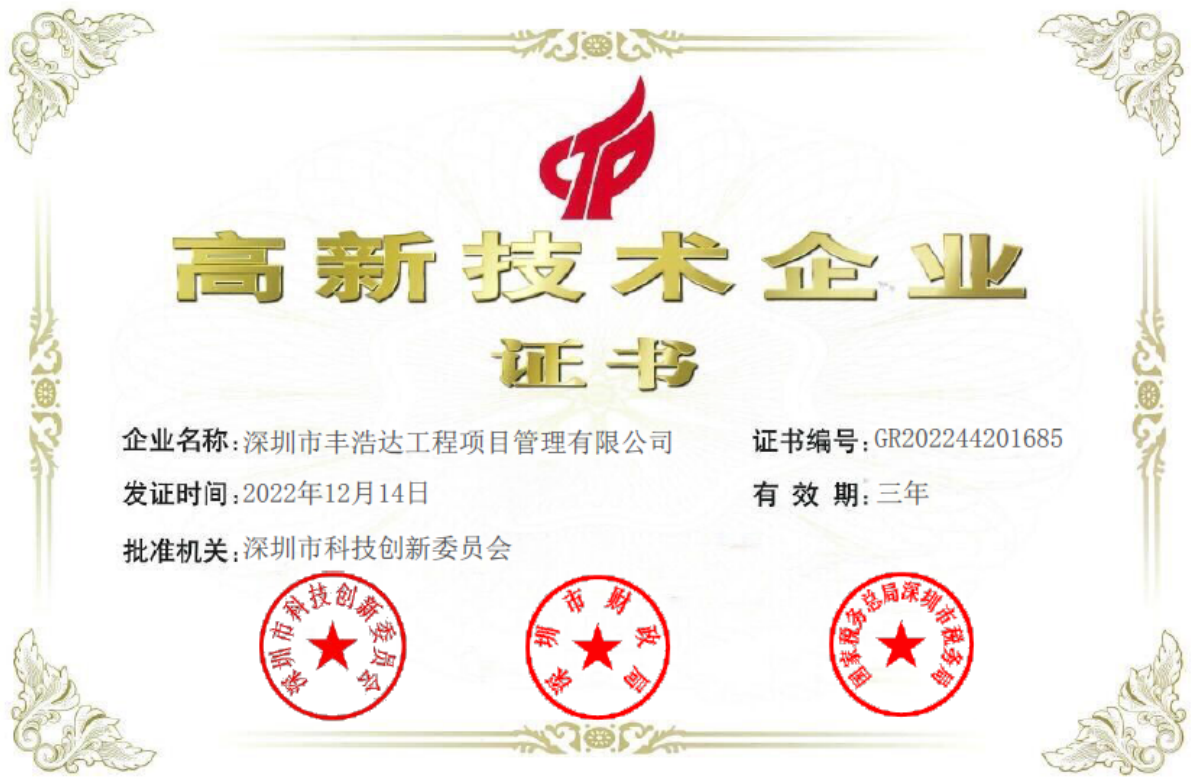 CTP
高新技术企业
证书
企业名称:深圳市丰浩达工程项目管理有限公司
证书编号:GR202244201685
发证时间:2022年12月14日
有效期:三年
批准机关:深圳市科技创新委员会
深圳市科技创新委员会
深圳市财政局
国家税务总局深圳市税务局